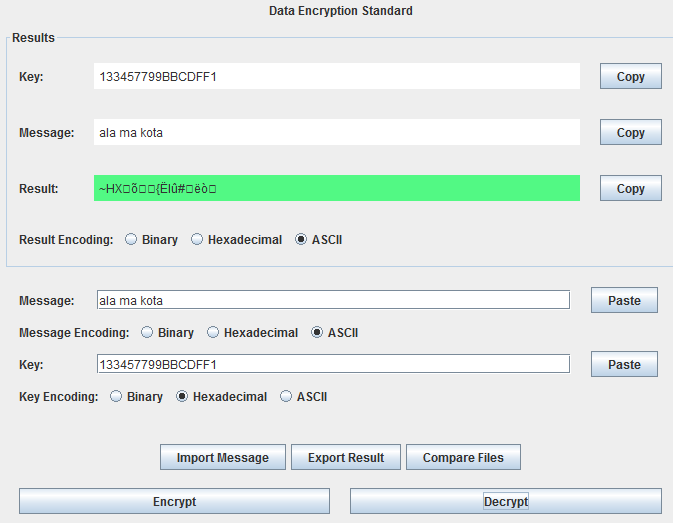 Data Encryption Standard
Results
Key: 133457799BBCDFF1 Copy
Message: ala ma kota Copy
Result: ~HX□õ□□{ËIû#□ëò□ Copy
Result Encoding: Binary Hexadecimal ASCII
Message: ala ma kota Paste
Message Encoding: Binary Hexadecimal ASCII
Key: 133457799BBCDFF1 Paste
Key Encoding: Binary Hexadecimal ASCII
Import Message Export Result Compare Files
Encrypt Decrypt